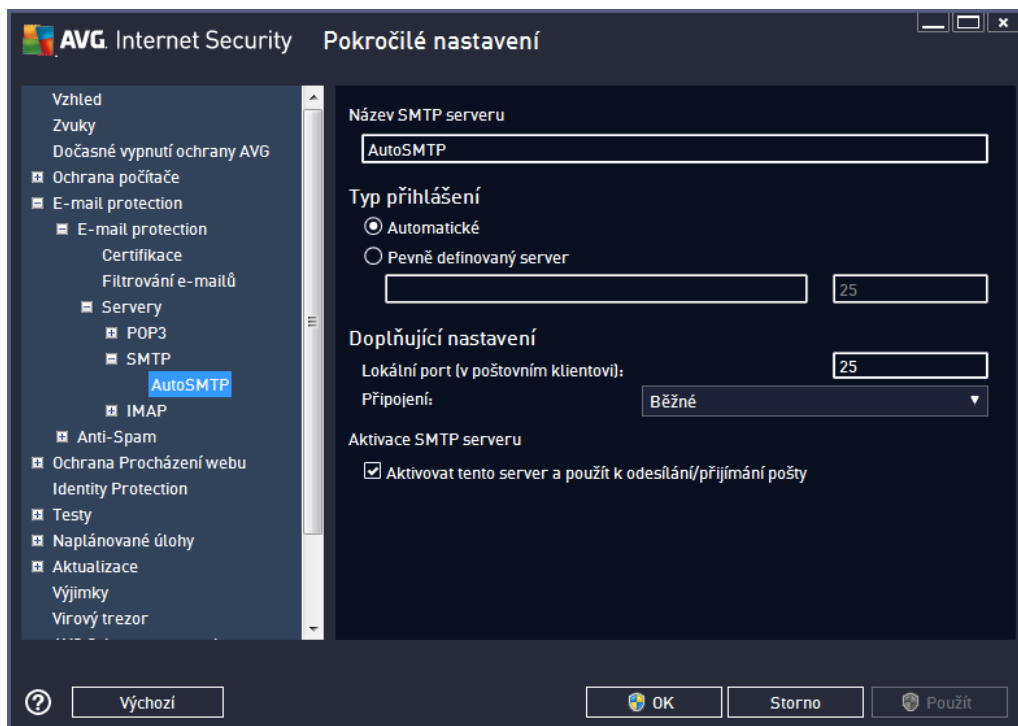 AVG. Internet Security Pokročilé nastavení
Vzhled
Zvuky
Dočasné vypnutí ochrany AVG
Ochrana počítače
E-mail protection
E-mail protection
Certifikace
Filtrování e-mailů
Servery
POP3
SMTP
AutoSMTP
IMAP
Anti-Spam
Ochrana Procházení webu
Identity Protection
Testy
Naplánované úlohy
Aktualizace
Výjimky
Virový trezor
Název SMTP serveru
AutoSMTP
Typ přihlášení
Automatické
Pevně definovaný server
25
Doplňující nastavení
Lokální port (v poštovním klientovi): 25
Připojení: Běžné
Aktivace SMTP serveru
Aktivovat tento server a použít k odesílání/přijímání pošty
? Výchozí OK Storno Použít